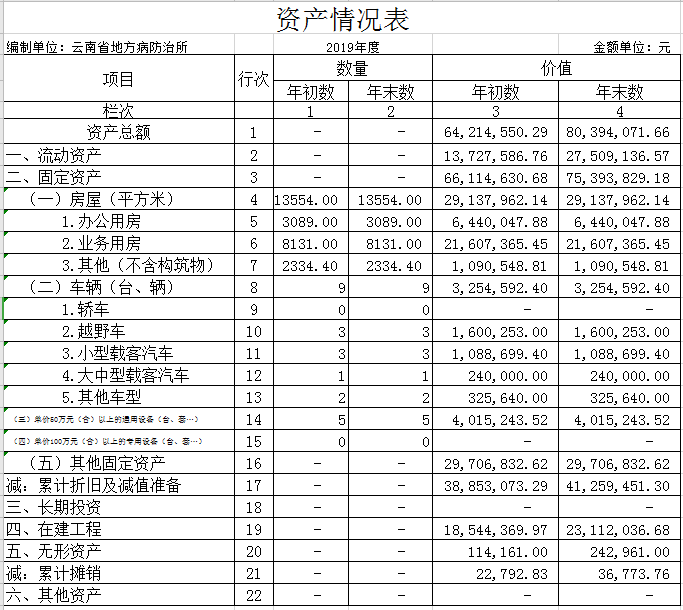 资产情况表
编制单位：云南省地方病防治所 2019年度 金额单位：元
项目 行次 数量 价值
年初数 年末数 年初数 年末数
栏次 1 2 3 4
资产总额 1 － － 64,214,550.29 80,394,071.66
一、流动资产 2 － － 13,727,586.76 27,509,136.57
二、固定资产 3 － － 66,114,630.68 75,393,829.18
（一）房屋（平方米） 4 13554.00 13554.00 29,137,962.14 29,137,962.14
1.办公用房 5 3089.00 3089.00 6,440,047.88 6,440,047.88
2.业务用房 6 8131.00 8131.00 21,607,365.45 21,607,365.45
3.其他（不含构筑物） 7 2334.40 2334.40 1,090,548.81 1,090,548.81
（二）车辆（台、辆） 8 9 9 3,254,592.40 3,254,592.40
1.轿车 9 0 0 － －
2.越野车 10 3 3 1,600,253.00 1,600,253.00
3.小型载客汽车 11 3 3 1,088,699.40 1,088,699.40
4.大中型载客汽车 12 1 1 240,000.00 240,000.00
5.其他车型 13 2 2 325,640.00 325,640.00
（三）单价50万元（含）以上的通用设备（台、套…） 14 5 5 4,015,243.52 4,015,243.52
（四）单价100万元（含）以上的专用设备（台、套…） 15 0 0 － －
（五）其他固定资产 16 － － 29,706,832.62 29,706,832.62
减：累计折旧及减值准备 17 － － 38,853,073.29 41,259,451.30
三、长期投资 18 － － － －
四、在建工程 19 － － 18,544,369.97 23,112,036.68
五、无形资产 20 － － 114,161.00 242,961.00
减：累计摊销 21 － － 22,792.83 36,773.76
六、其他资产 22 － － － －